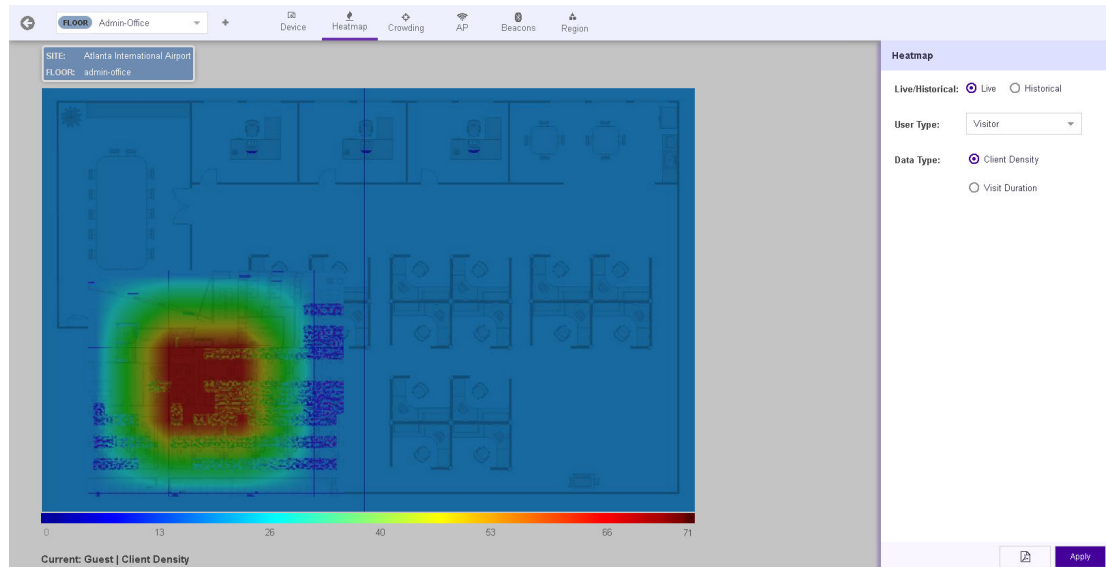 FLOOR Admin-Office
+
Device
Heatmap
Crowding
AP
Beacons
Region
SITE: Atlanta International Airport
FLOOR: admin-office
0 13 26 40 53 66 71
Current: Guest | Client Density
Heatmap
Live/Historical: Live Historical
User Type: Visitor
Data Type: Client Density
Visit Duration
Apply